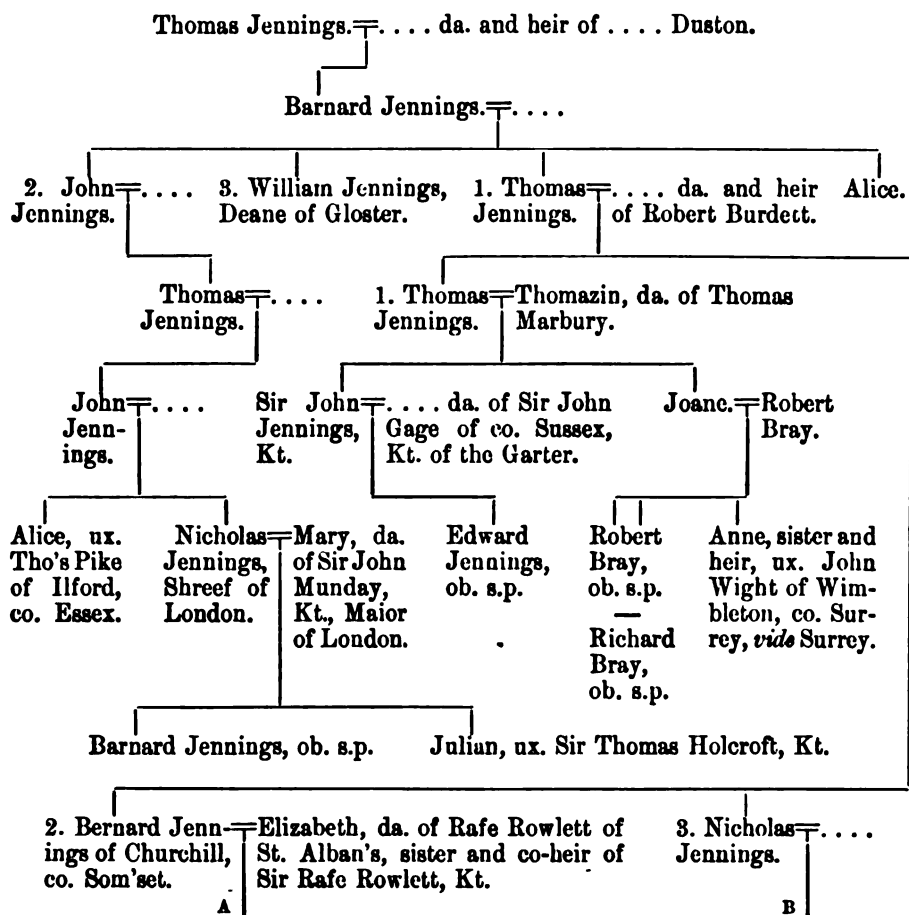 Thomas Jennings.=. . . . da. and heir of . . . . Duston.
Barnard Jennings.=. . . .
2. John=. . . .
Jennings.
3. William Jennings,
Deane of Gloster.
1. Thomas=. . . . da. and heir
Jennings. of Robert Burdett.
Alice.
Thomas=. . . .
Jennings.
1. Thomas=Thomazin, da. of Thomas
Jennings. Marbury.
John=. . . .
Jenn-
ings.
Sir John=. . . . da. of Sir John
Jennings, Gage of co. Sussex,
Kt. Kt. of the Garter.
Joane.=Robert
Bray.
Alice, ux.
Tho's Pike
of Ilford,
co. Essex.
Nicholas=Mary, da.
Jennings, of Sir John
Shreef of Munday,
London. Kt., Maior
of London.
Edward
Jennings,
ob. s.p.
Robert
Bray,
ob. s.p.
—
Richard
Bray,
ob. s.p.
Anne, sister and
heir, ux. John
Wight of Wim-
bleton, co. Sur-
rey, vide Surrey.
Barnard Jennings, ob. s.p.
Julian, ux. Sir Thomas Holcroft, Kt.
2. Bernard Jenn-=Elizabeth, da. of Rafe Rowlett of
ings of Churchill, St. Alban's, sister and co-heir of
co. Som'set. Sir Rafe Rowlett, Kt.
A
3. Nicholas=. . . .
Jennings.
B